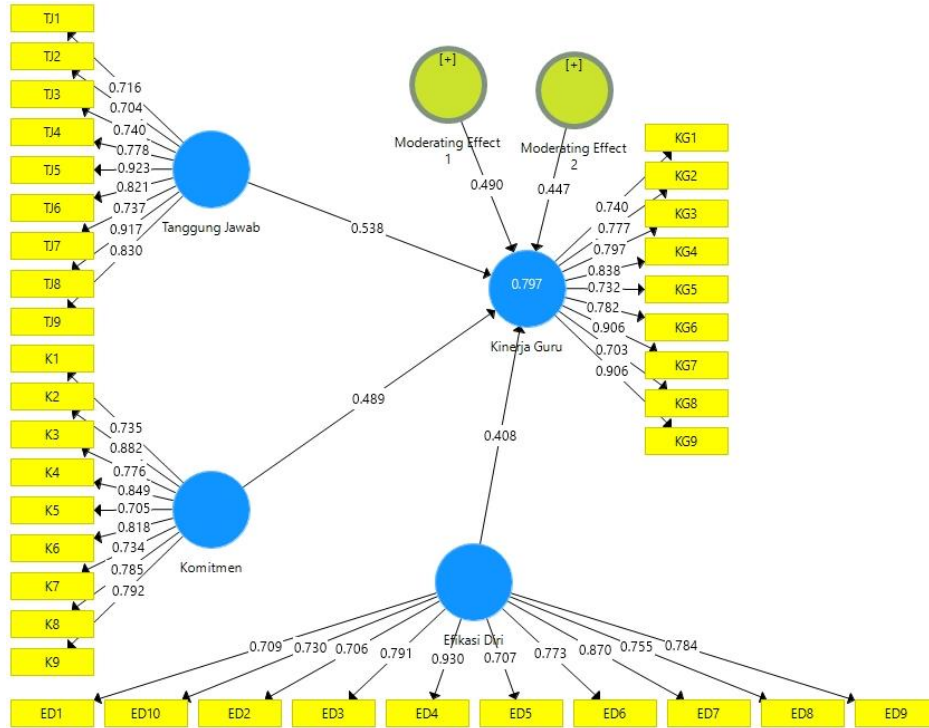 TJ1
TJ2
TJ3
TJ4
TJ5
TJ6
TJ7
TJ8
TJ9
0.716
0.704
0.740
0.778
0.923
0.821
0.737
0.917
0.830
Tanggung Jawab
[+]
Moderating Effect
1
[+]
Moderating Effect
2
0.490
0.447
0.538
0.797
Kinerja Guru
0.740
0.777
0.797
0.838
0.732
0.782
0.906
0.703
0.906
KG1
KG2
KG3
KG4
KG5
KG6
KG7
KG8
KG9
K1
K2
K3
K4
K5
K6
K7
K8
K9
0.735
0.882
0.776
0.849
0.705
0.818
0.734
0.785
0.792
Komitmen
0.489
0.408
Efikasi Diri
0.709
0.730
0.706
0.791
0.930
0.707
0.773
0.870
0.755
0.784
ED1
ED10
ED2
ED3
ED4
ED5
ED6
ED7
ED8
ED9